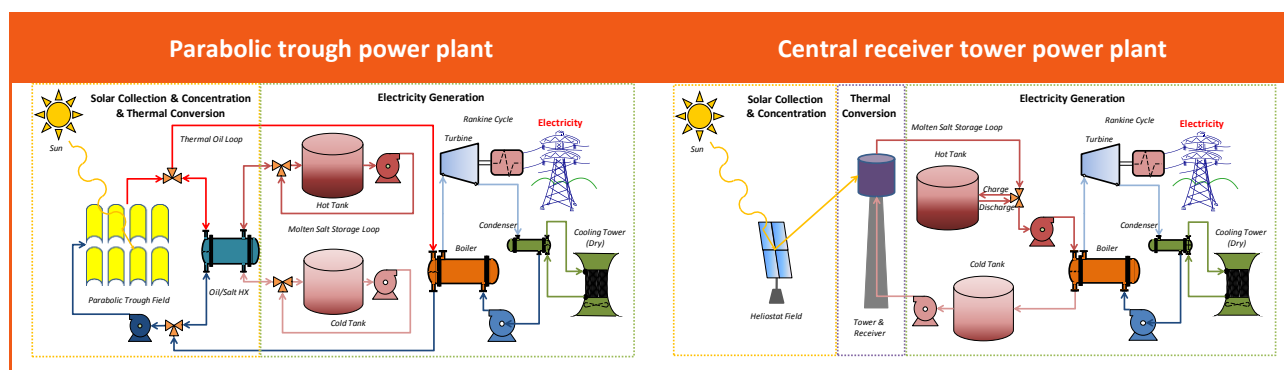 Parabolic trough power plant
Central receiver tower power plant
Solar Collection & Concentration
& Thermal Conversion
Electricity Generation
Sun
Thermal Oil Loop
Rankine Cycle
Turbine
Electricity
Hot Tank
Molten Salt Storage Loop
Condenser
Cooling Tower
(Dry)
Boiler
Oil/Salt HX
Parabolic Trough Field
Cold Tank
Solar Collection
& Concentration
Thermal
Conversion
Electricity Generation
Sun
Molten Salt Storage Loop
Rankine Cycle
Turbine
Electricity
Hot Tank
Charge
Discharge
Condenser
Cooling Tower
(Dry)
Boiler
Cold Tank
Heliostat Field
Tower &
Receiver